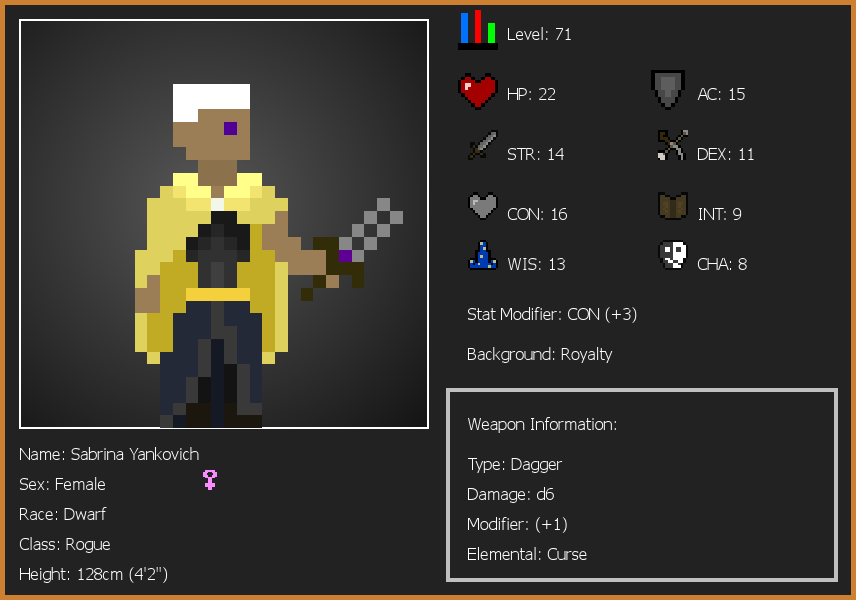 Level: 71
HP: 22
AC: 15
STR: 14
DEX: 11
CON: 16
INT: 9
WIS: 13
CHA: 8
Stat Modifier: CON (+3)
Background: Royalty
Weapon Information:
Type: Dagger
Damage: d6
Modifier: (+1)
Elemental: Curse
Name: Sabrina Yankovich
Sex: Female
Race: Dwarf
Class: Rogue
Height: 128cm (4'2")